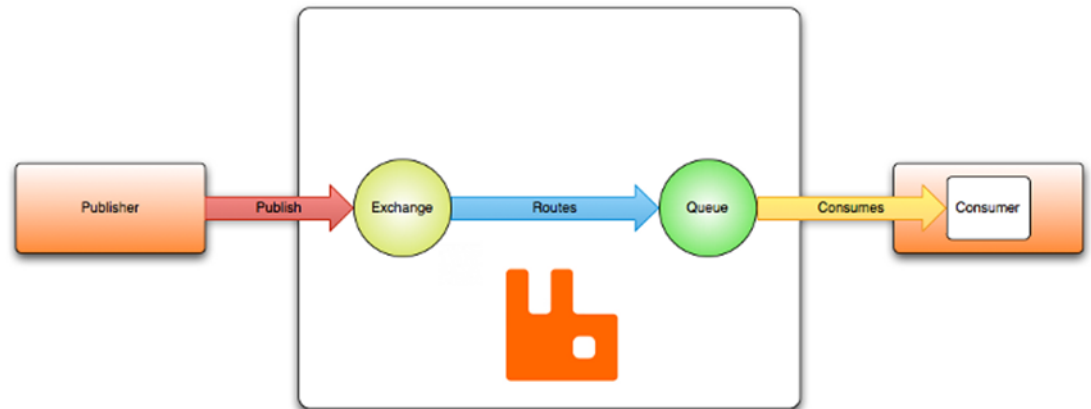 Publisher
Publish
Exchange
Routes
Queue
Consumes
Consumer